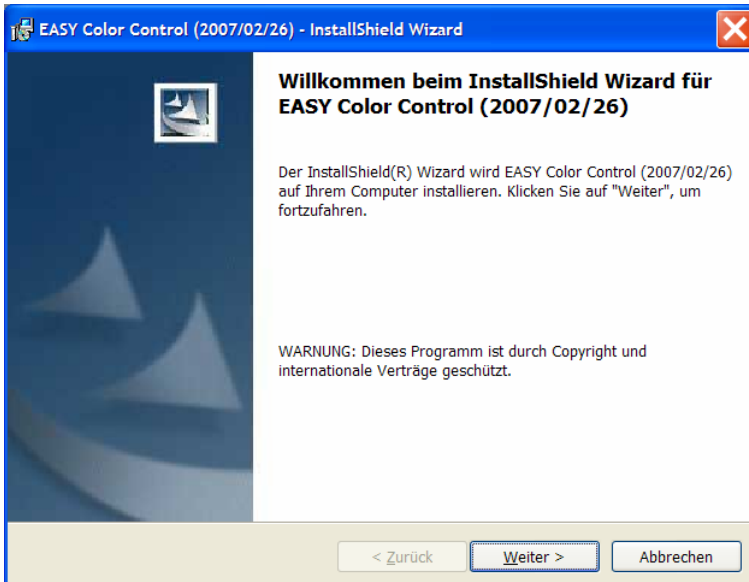 EASY Color Control (2007/02/26) - InstallShield Wizard
Willkommen beim InstallShield Wizard für
EASY Color Control (2007/02/26)
Der InstallShield(R) Wizard wird EASY Color Control (2007/02/26)
auf Ihrem Computer installieren. Klicken Sie auf "Weiter", um
fortzufahren.
WARNUNG: Dieses Programm ist durch Copyright und
internationale Verträge geschützt.
< Zurück Weiter > Abbrechen